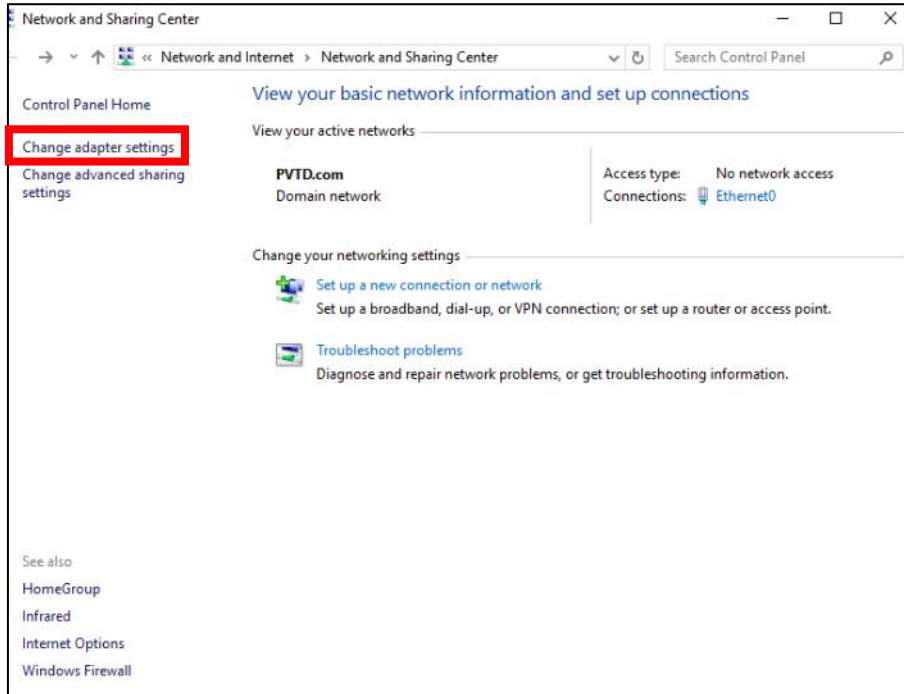 Network and Sharing Center
« Network and Internet > Network and Sharing Center
Search Control Panel
Control Panel Home
Change adapter settings
Change advanced sharing
settings
View your basic network information and set up connections
View your active networks
PVTD.com
Domain network
Access type: No network access
Connections: Ethernet0
Change your networking settings
Set up a new connection or network
Set up a broadband, dial-up, or VPN connection; or set up a router or access point.
Troubleshoot problems
Diagnose and repair network problems, or get troubleshooting information.
See also
HomeGroup
Infrared
Internet Options
Windows Firewall